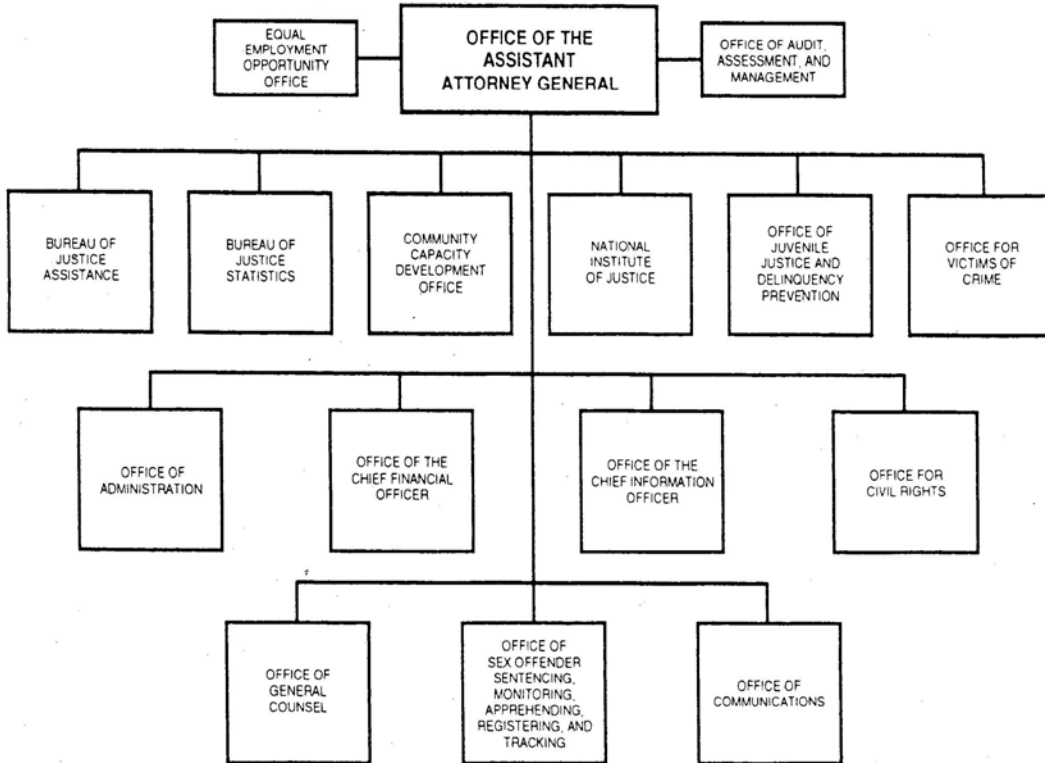 EQUAL
EMPLOYMENT
OPPORTUNITY
OFFICE
OFFICE OF THE
ASSISTANT
ATTORNEY GENERAL
OFFICE OF AUDIT,
ASSESSMENT, AND
MANAGEMENT
BUREAU OF
JUSTICE
ASSISTANCE
BUREAU OF
JUSTICE
STATISTICS
COMMUNITY
CAPACITY
DEVELOPMENT
OFFICE
NATIONAL
INSTITUTE
OF JUSTICE
OFFICE OF
JUVENILE
JUSTICE AND
DELINQUENCY
PREVENTION
OFFICE FOR
VICTIMS OF
CRIME
OFFICE OF
ADMINISTRATION
OFFICE OF THE
CHIEF FINANCIAL
OFFICER
OFFICE OF THE
CHIEF INFORMATION
OFFICER
OFFICE FOR
CIVIL RIGHTS
OFFICE OF
GENERAL
COUNSEL
OFFICE OF
SEX OFFENDER
SENTENCING,
MONITORING,
APPREHENDING,
REGISTERING, AND
TRACKING
OFFICE OF
COMMUNICATIONS